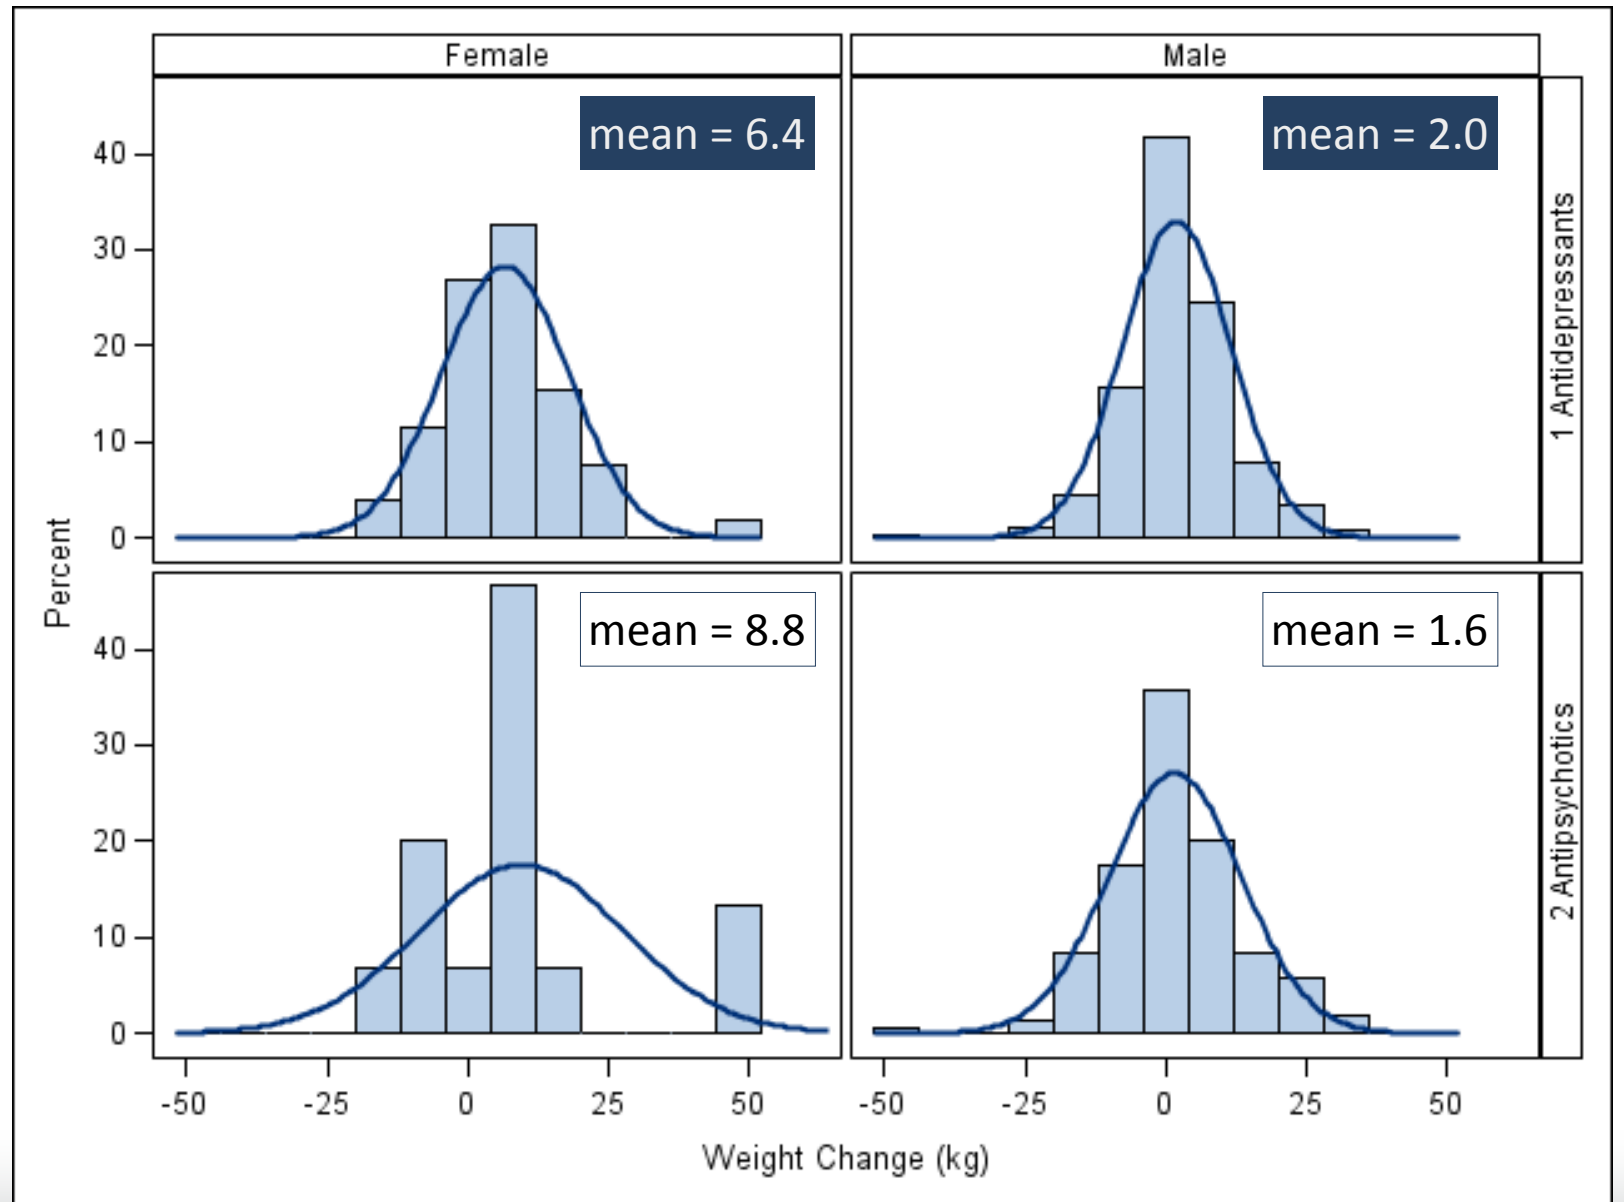 Female
Male
mean = 6.4
mean = 2.0
40
30
20
10
0
1 Antidepressants
Percent
mean = 8.8
mean = 1.6
40
30
20
10
0
2 Antipsychotics
-50
-25
0
25
50
-50
-25
0
25
50
Weight Change (kg)